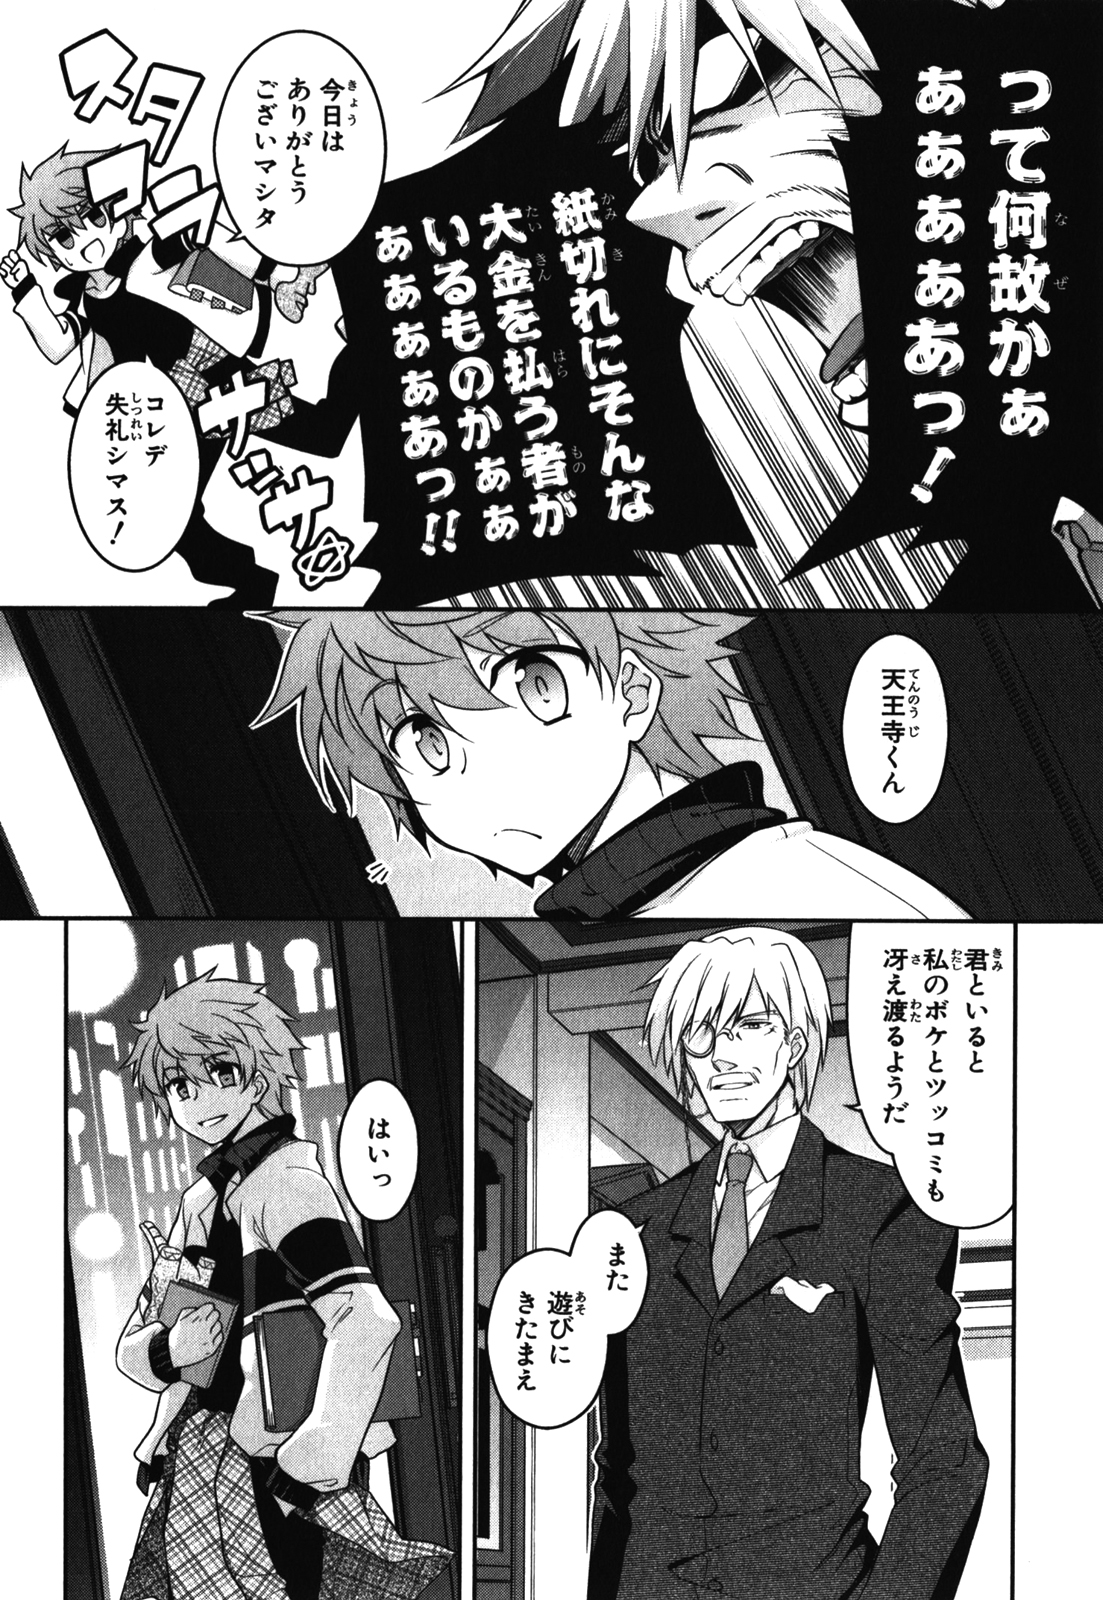 って何故かぁ
ぁぁぁぁあっ！
紙切れにそんな
大金を払う者が
いるものかぁぁ
ぁぁぁぁあっ!!
今日は
ありがとう
ございマシタ
スタ
コラ
サッサ
コレデ
失礼シマス！
天王寺くん
君といると
私のボケとツッコミも
冴え渡るようだ
また
遊びに
きたまえ
はいっ